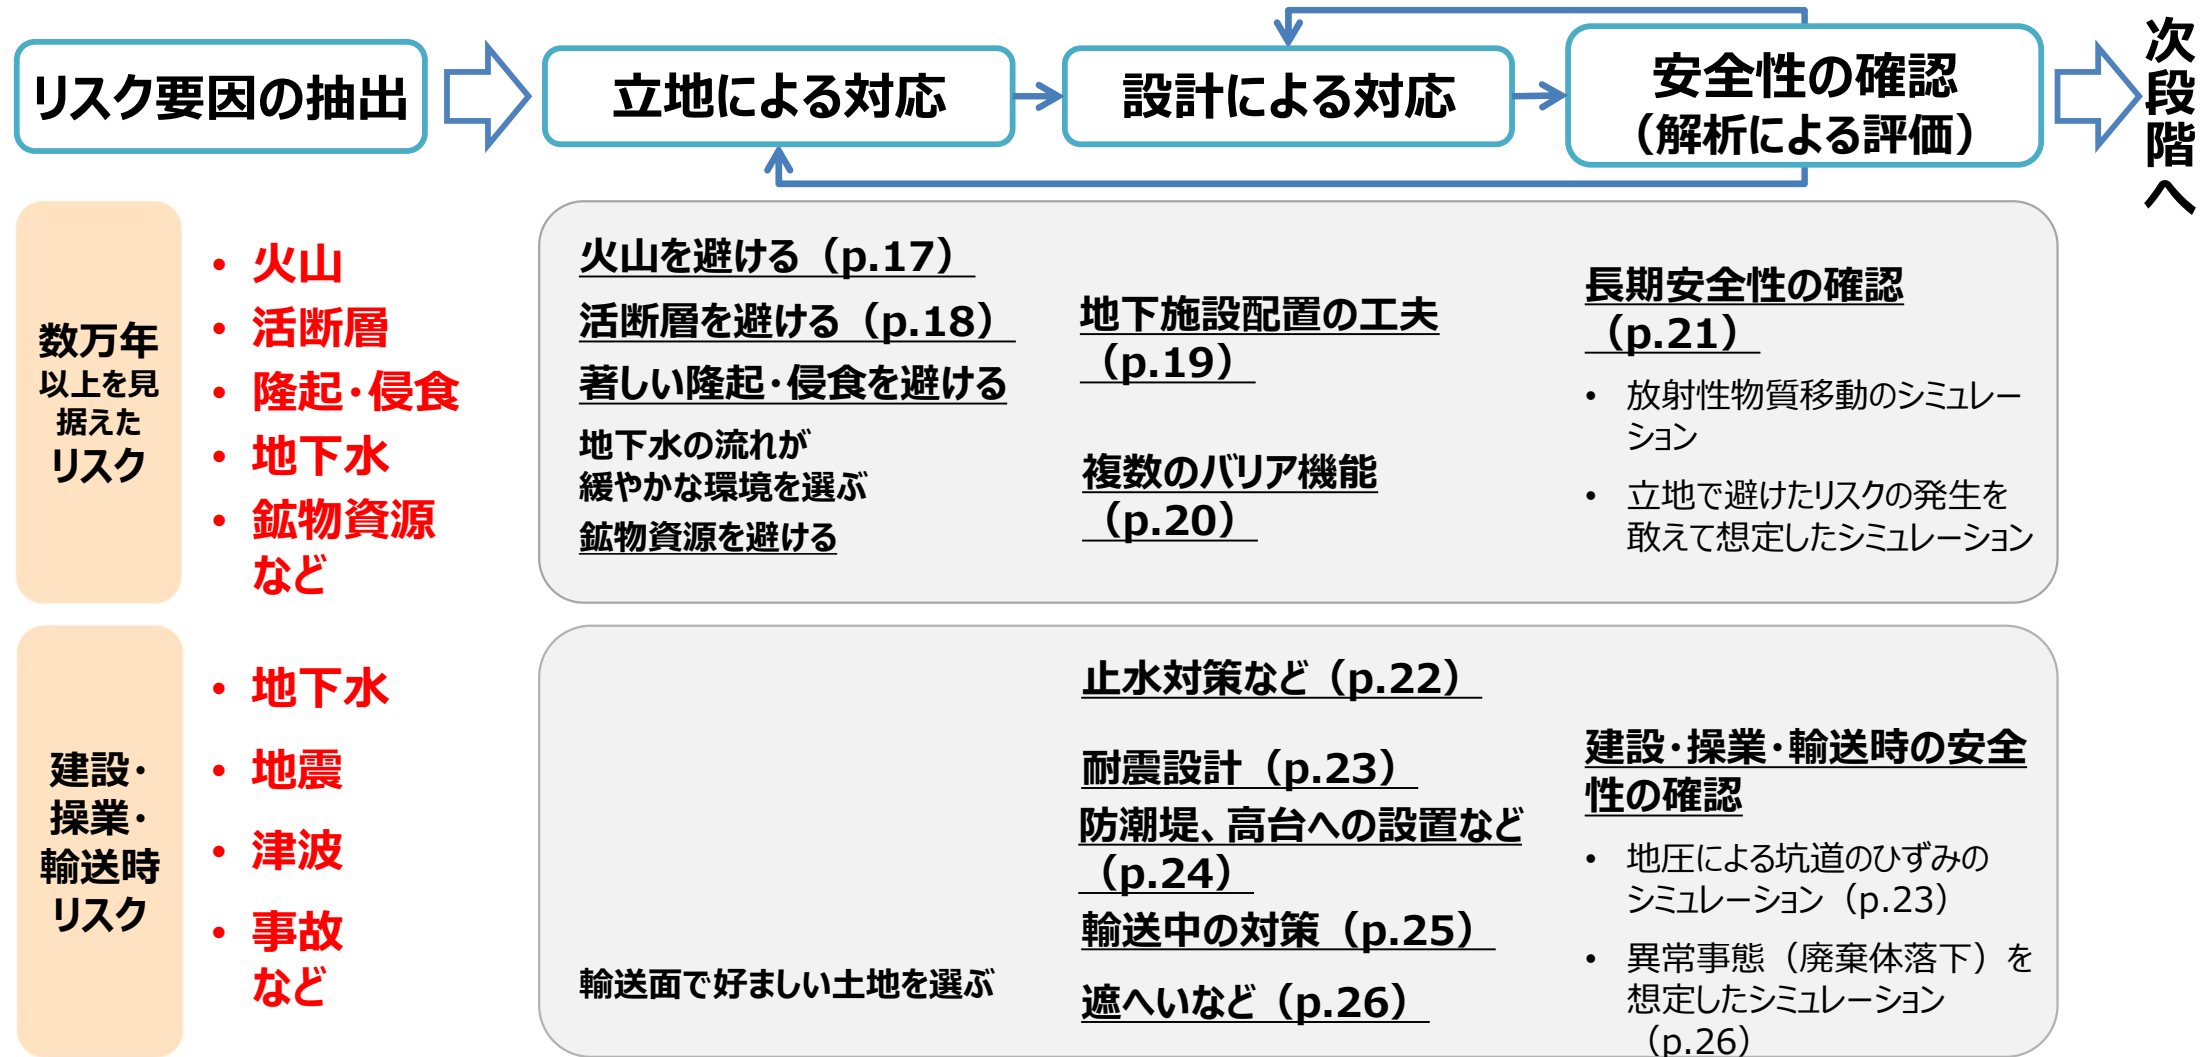 リスク要因の抽出
立地による対応
設計による対応
安全性の確認
（解析による評価）
次段階へ
数万年
以上を見
据えた
リスク
• 火山
• 活断層
• 隆起・侵食
• 地下水
• 鉱物資源
など
火山を避ける（p.17）
活断層を避ける（p.18）
著しい隆起・侵食を避ける
地下水の流れが
緩やかな環境を選ぶ
鉱物資源を避ける
地下施設配置の工夫
（p.19）
複数のバリア機能
（p.20）
長期安全性の確認
（p.21）
• 放射性物質移動のシミュレー
ション
• 立地で避けたリスクの発生を
敢えて想定したシミュレーション
建設・
操業・
輸送時
リスク
• 地下水
• 地震
• 津波
• 事故
など
輸送面で好ましい土地を選ぶ
止水対策など（p.22）
耐震設計（p.23）
防潮堤、高台への設置など
（p.24）
輸送中の対策（p.25）
遮へいなど（p.26）
建設・操業・輸送時の安全
性の確認
• 地圧による坑道のひずみの
シミュレーション（p.23）
• 異常事態（廃棄体落下）を
想定したシミュレーション
（p.26）